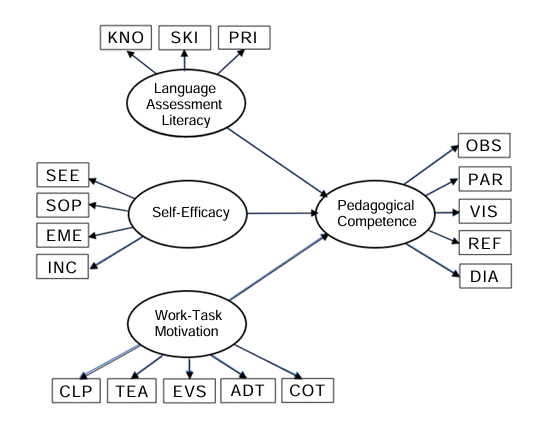 KNO SKI PRI
Language
Assessment
Literacy
OBS
SEE
PAR
SOP
Self-Efficacy
Pedagogical
Competence
VIS
EME
REF
INC
DIA
Work-Task
Motivation
CLP TEA EVS ADT COT